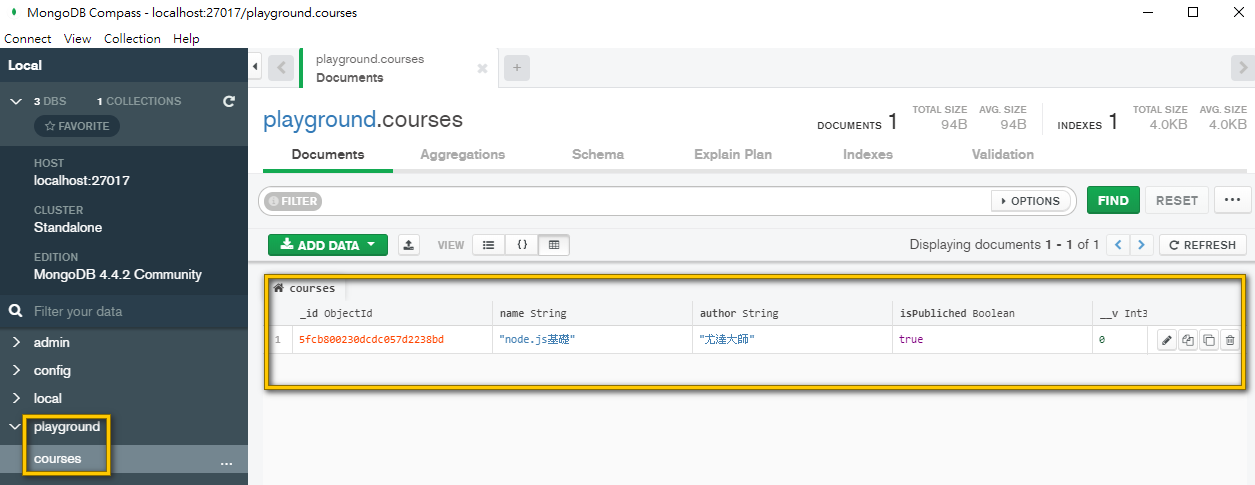 MongoDB Compass - localhost:27017/playground.courses
Connect View Collection Help
Local
3 DBS 1 COLLECTIONS
FAVORITE
HOST
localhost:27017
CLUSTER
Standalone
EDITION
MongoDB 4.4.2 Community
Filter your data
admin
config
local
playground
courses
playground.courses
Documents
playground.courses
DOCUMENTS 1 TOTAL SIZE 94B AVG. SIZE 94B INDEXES 1 TOTAL SIZE 4.0KB AVG. SIZE 4.0KB
Documents Aggregations Schema Explain Plan Indexes Validation
FILTER OPTIONS FIND RESET
ADD DATA VIEW {} Displaying documents 1 - 1 of 1 REFRESH
courses
_id ObjectId name String author String isPubliched Boolean __v Int3
1 5fcb800230dcdc057d2238bd "node.js基礎" "尤達大師" true 0